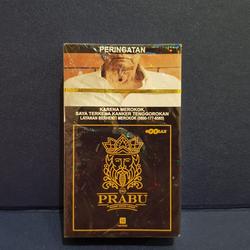 PERINGATAN
KARENA MEROKOK,
SAYA TERKENA KANKER TENGGOROKAN
LAYANAN BERHENTI MEROKOK (0800-177-6565)
PRABU